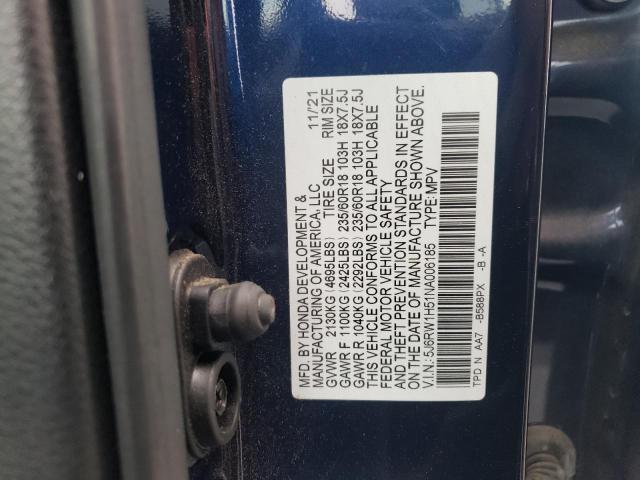 MFD. BY HONDA DEVELOPMENT &
MANUFACTURING OF AMERICA, LLC 11/21
GVWR 2130KG (4695LBS) TIRE SIZE RIM SIZE
GAWR F 1100KG (2425LBS) 235/60R18 103H 18X7.5J
GAWR R 1040KG (2292LBS) 235/60R18 103H 18X7.5J
THIS VEHICLE CONFORMS TO ALL APPLICABLE
FEDERAL MOTOR VEHICLE SAFETY
AND THEFT PREVENTION STANDARDS IN EFFECT
ON THE DATE OF MANUFACTURE SHOWN ABOVE.
V.I.N.: 5J6RW1H51NA006185 TYPE: MPV
TPD N AA7 -B588PX -B -A